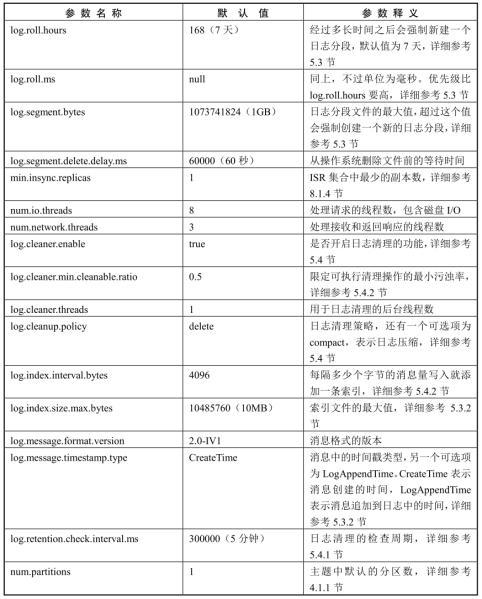 参 数 名 称 默 认 值 参 数 释 义
log.roll.hours 168（7 天） 经过多长时间之后会强制新建一个
日志分段，默认值为 7 天，详细参考
5.3 节
log.roll.ms null 同上，不过单位为毫秒。优先级比
log.roll.hours 要高，详细参考 5.3 节
log.segment.bytes 1073741824（1GB） 日志分段文件的最大值，超过这个值
会强制创建一个新的日志分段，详细
参考 5.3 节
log.segment.delete.delay.ms 60000（60 秒） 从操作系统删除文件前的等待时间
min.insync.replicas 1 ISR 集合中最少的副本数，详细参考
8.1.4 节
num.io.threads 8 处理请求的线程数，包含磁盘 I/O
num.network.threads 3 处理接收和返回响应的线程数
log.cleaner.enable true 是否开启日志清理的功能，详细参考
5.4 节
log.cleaner.min.cleanable.ratio 0.5 限定可执行清理操作的最小污浊率，
详细参考 5.4.2 节
log.cleaner.threads 1 用于日志清理的后台线程数
log.cleanup.policy delete 日志清理策略，还有一个可选项为
compact，表示日志压缩，详细参考
5.4 节
log.index.interval.bytes 4096 每隔多少个字节的消息量写入就添
加一条索引，详细参考 5.4.2 节
log.index.size.max.bytes 10485760（10MB） 索引文件的最大值，详细参考 5.3.2
节
log.message.format.version 2.0-IV1 消息格式的版本
log.message.timestamp.type CreateTime 消息中的时间戳类型，另一个可选项
为 LogAppendTime。CreateTime 表示
消息创建的时间，LogAppendTime
表示消息追加到日志中的时间，详细
参考 5.3.2 节
log.retention.check.interval.ms 300000（5 分钟） 日志清理的检查周期，详细参考
5.4.1 节
num.partitions 1 主题中默认的分区数，详细参考
4.1.1 节